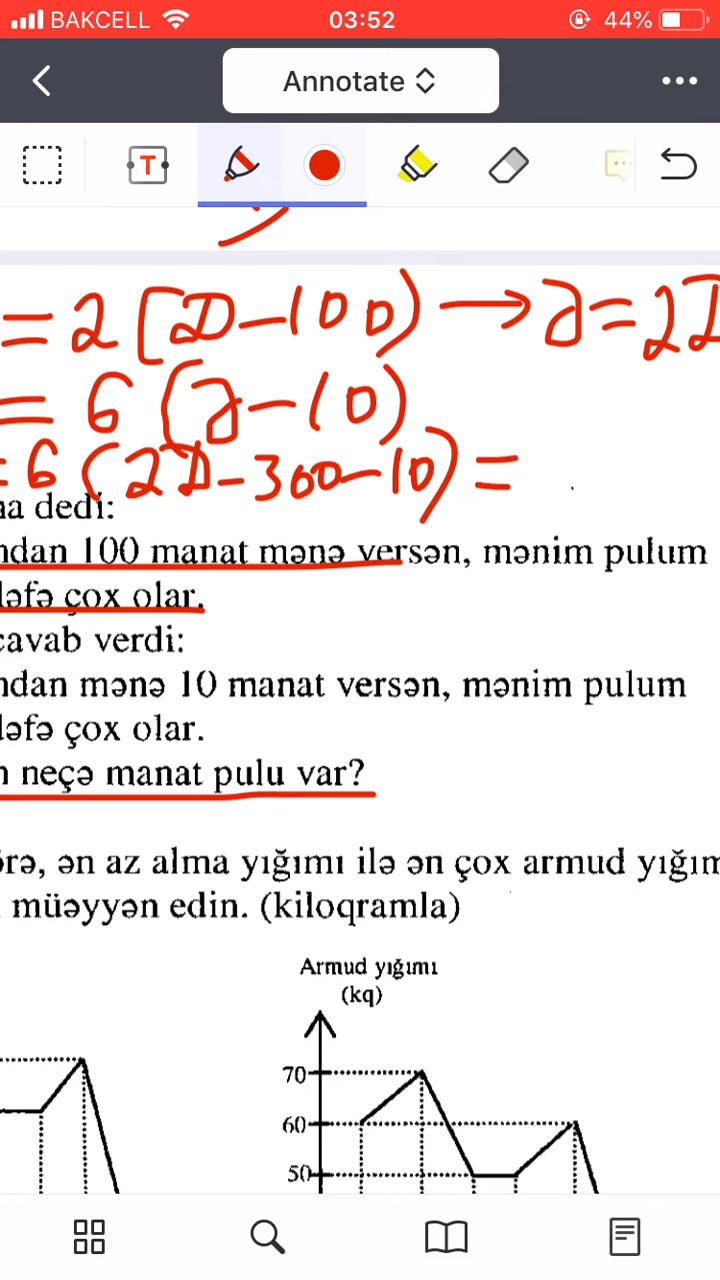 BAKCELL 03:52 44%
Annotate
T
= 2 (D-100) → a = 2D
= 6 (a-10)
= 6 (2D-300-10) =
na dedi:
ndan 100 manat mənə versən, mənim pulum
ləfə çox olar.
cavab verdi:
ndan mənə 10 manat versən, mənim pulum
ləfə çox olar.
n neçə manat pulu var?
örə, ən az alma yığımı ilə ən çox armud yığım
müəyyən edin. (kiloqramla)
Armud yığımı
(kq)
70
60
50